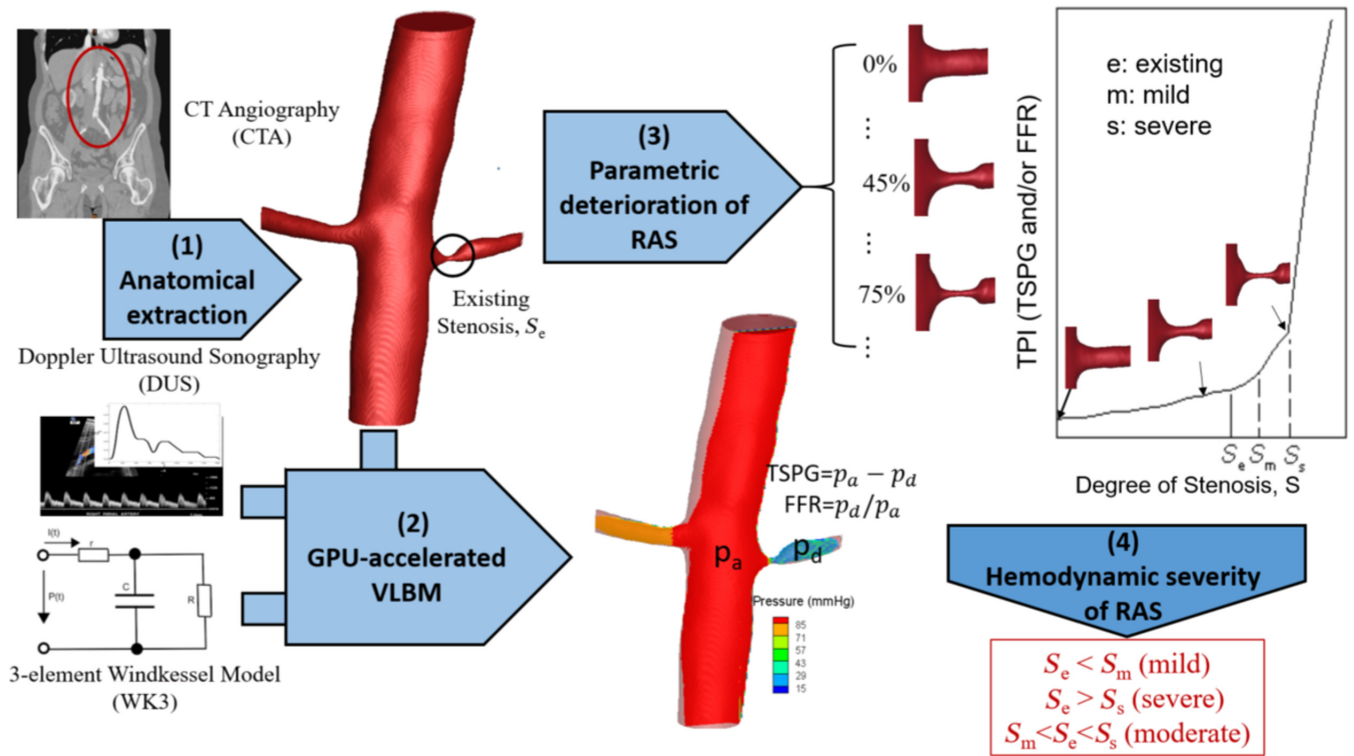 CT Angiography
(CTA)
(1)
Anatomical
extraction
Existing
Stenosis, Sₑ
Doppler Ultrasound Sonography
(DUS)
RIGHT RENAL ARTERY
I(t)
r
P(t)
C
R
3-element Windkessel Model
(WK3)
(2)
GPU-accelerated
VLBM
(3)
Parametric
deterioration of
RAS
0%
⋮
45%
⋮
75%
⋮
TSPG=pₐ − p_d
FFR=p_d/pₐ
pₐ
p_d
Pressure (mmHg)
85
71
57
43
29
15
TPI (TSPG and/or FFR)
e: existing
m: mild
s: severe
Sₑ Sₘ Sₛ
Degree of Stenosis, S
(4)
Hemodynamic severity
of RAS
Sₑ < Sₘ (mild)
Sₑ > Sₛ (severe)
Sₘ<Sₑ<Sₛ (moderate)